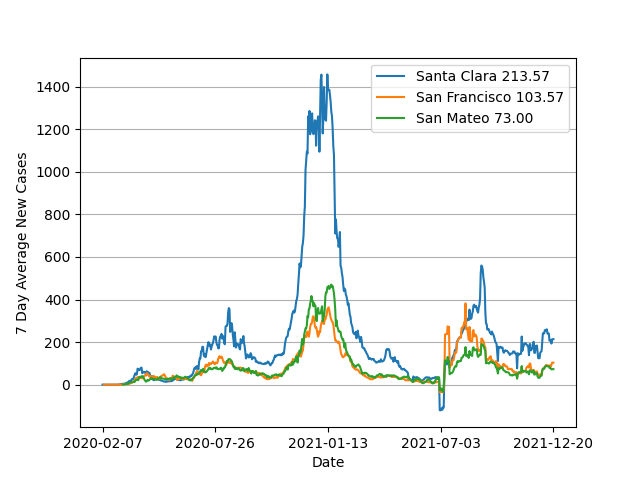 Santa Clara 213.57
San Francisco 103.57
San Mateo 73.00
7 Day Average New Cases
1400
1200
1000
800
600
400
200
0
2020-02-07 2020-07-26 2021-01-13 2021-07-03 2021-12-20
Date